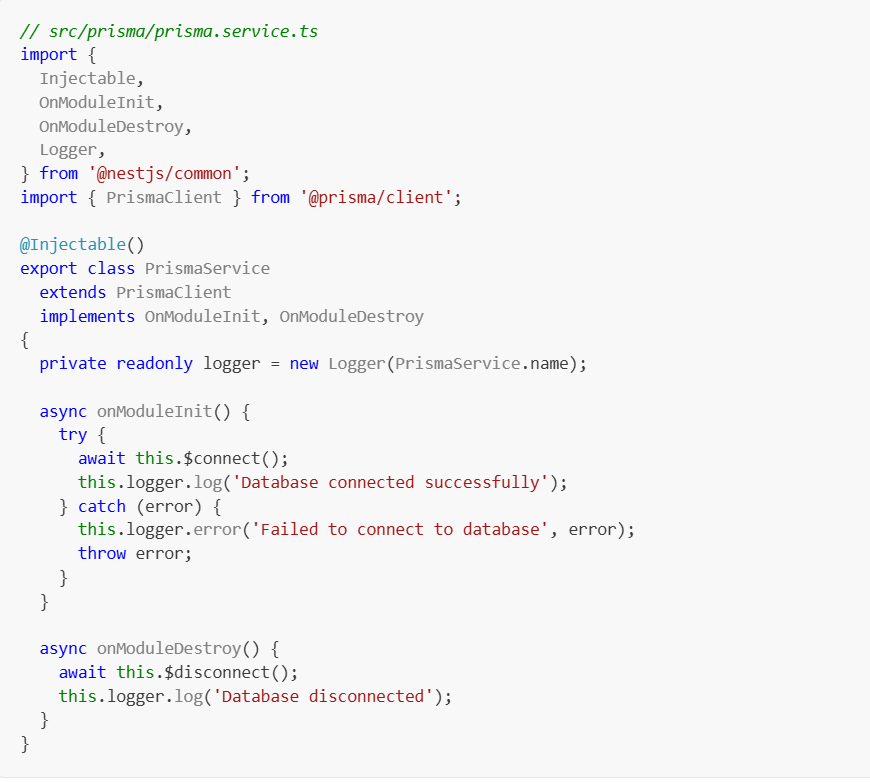 // src/prisma/prisma.service.ts
import {
  Injectable,
  OnModuleInit,
  OnModuleDestroy,
  Logger,
} from '@nestjs/common';
import { PrismaClient } from '@prisma/client';

@Injectable()
export class PrismaService
  extends PrismaClient
  implements OnModuleInit, OnModuleDestroy
{
  private readonly logger = new Logger(PrismaService.name);

  async onModuleInit() {
    try {
      await this.$connect();
      this.logger.log('Database connected successfully');
    } catch (error) {
      this.logger.error('Failed to connect to database', error);
      throw error;
    }
  }

  async onModuleDestroy() {
    await this.$disconnect();
    this.logger.log('Database disconnected');
  }
}